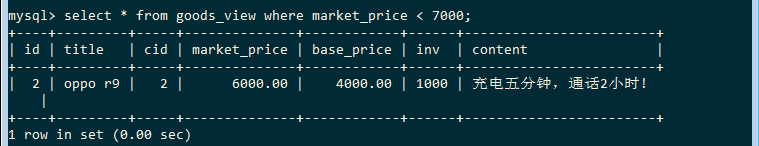 mysql> select * from goods_view where market_price < 7000;
+----+---------+-----+--------------+------------+------+-------------------------+
| id | title   | cid | market_price | base_price | inv  | content                 |
+----+---------+-----+--------------+------------+------+-------------------------+
|  2 | oppo r9 |   2 |      6000.00 |    4000.00 | 1000 | 充电五分钟，通话2小时！
    |
+----+---------+-----+--------------+------------+------+-------------------------+
1 row in set (0.00 sec)